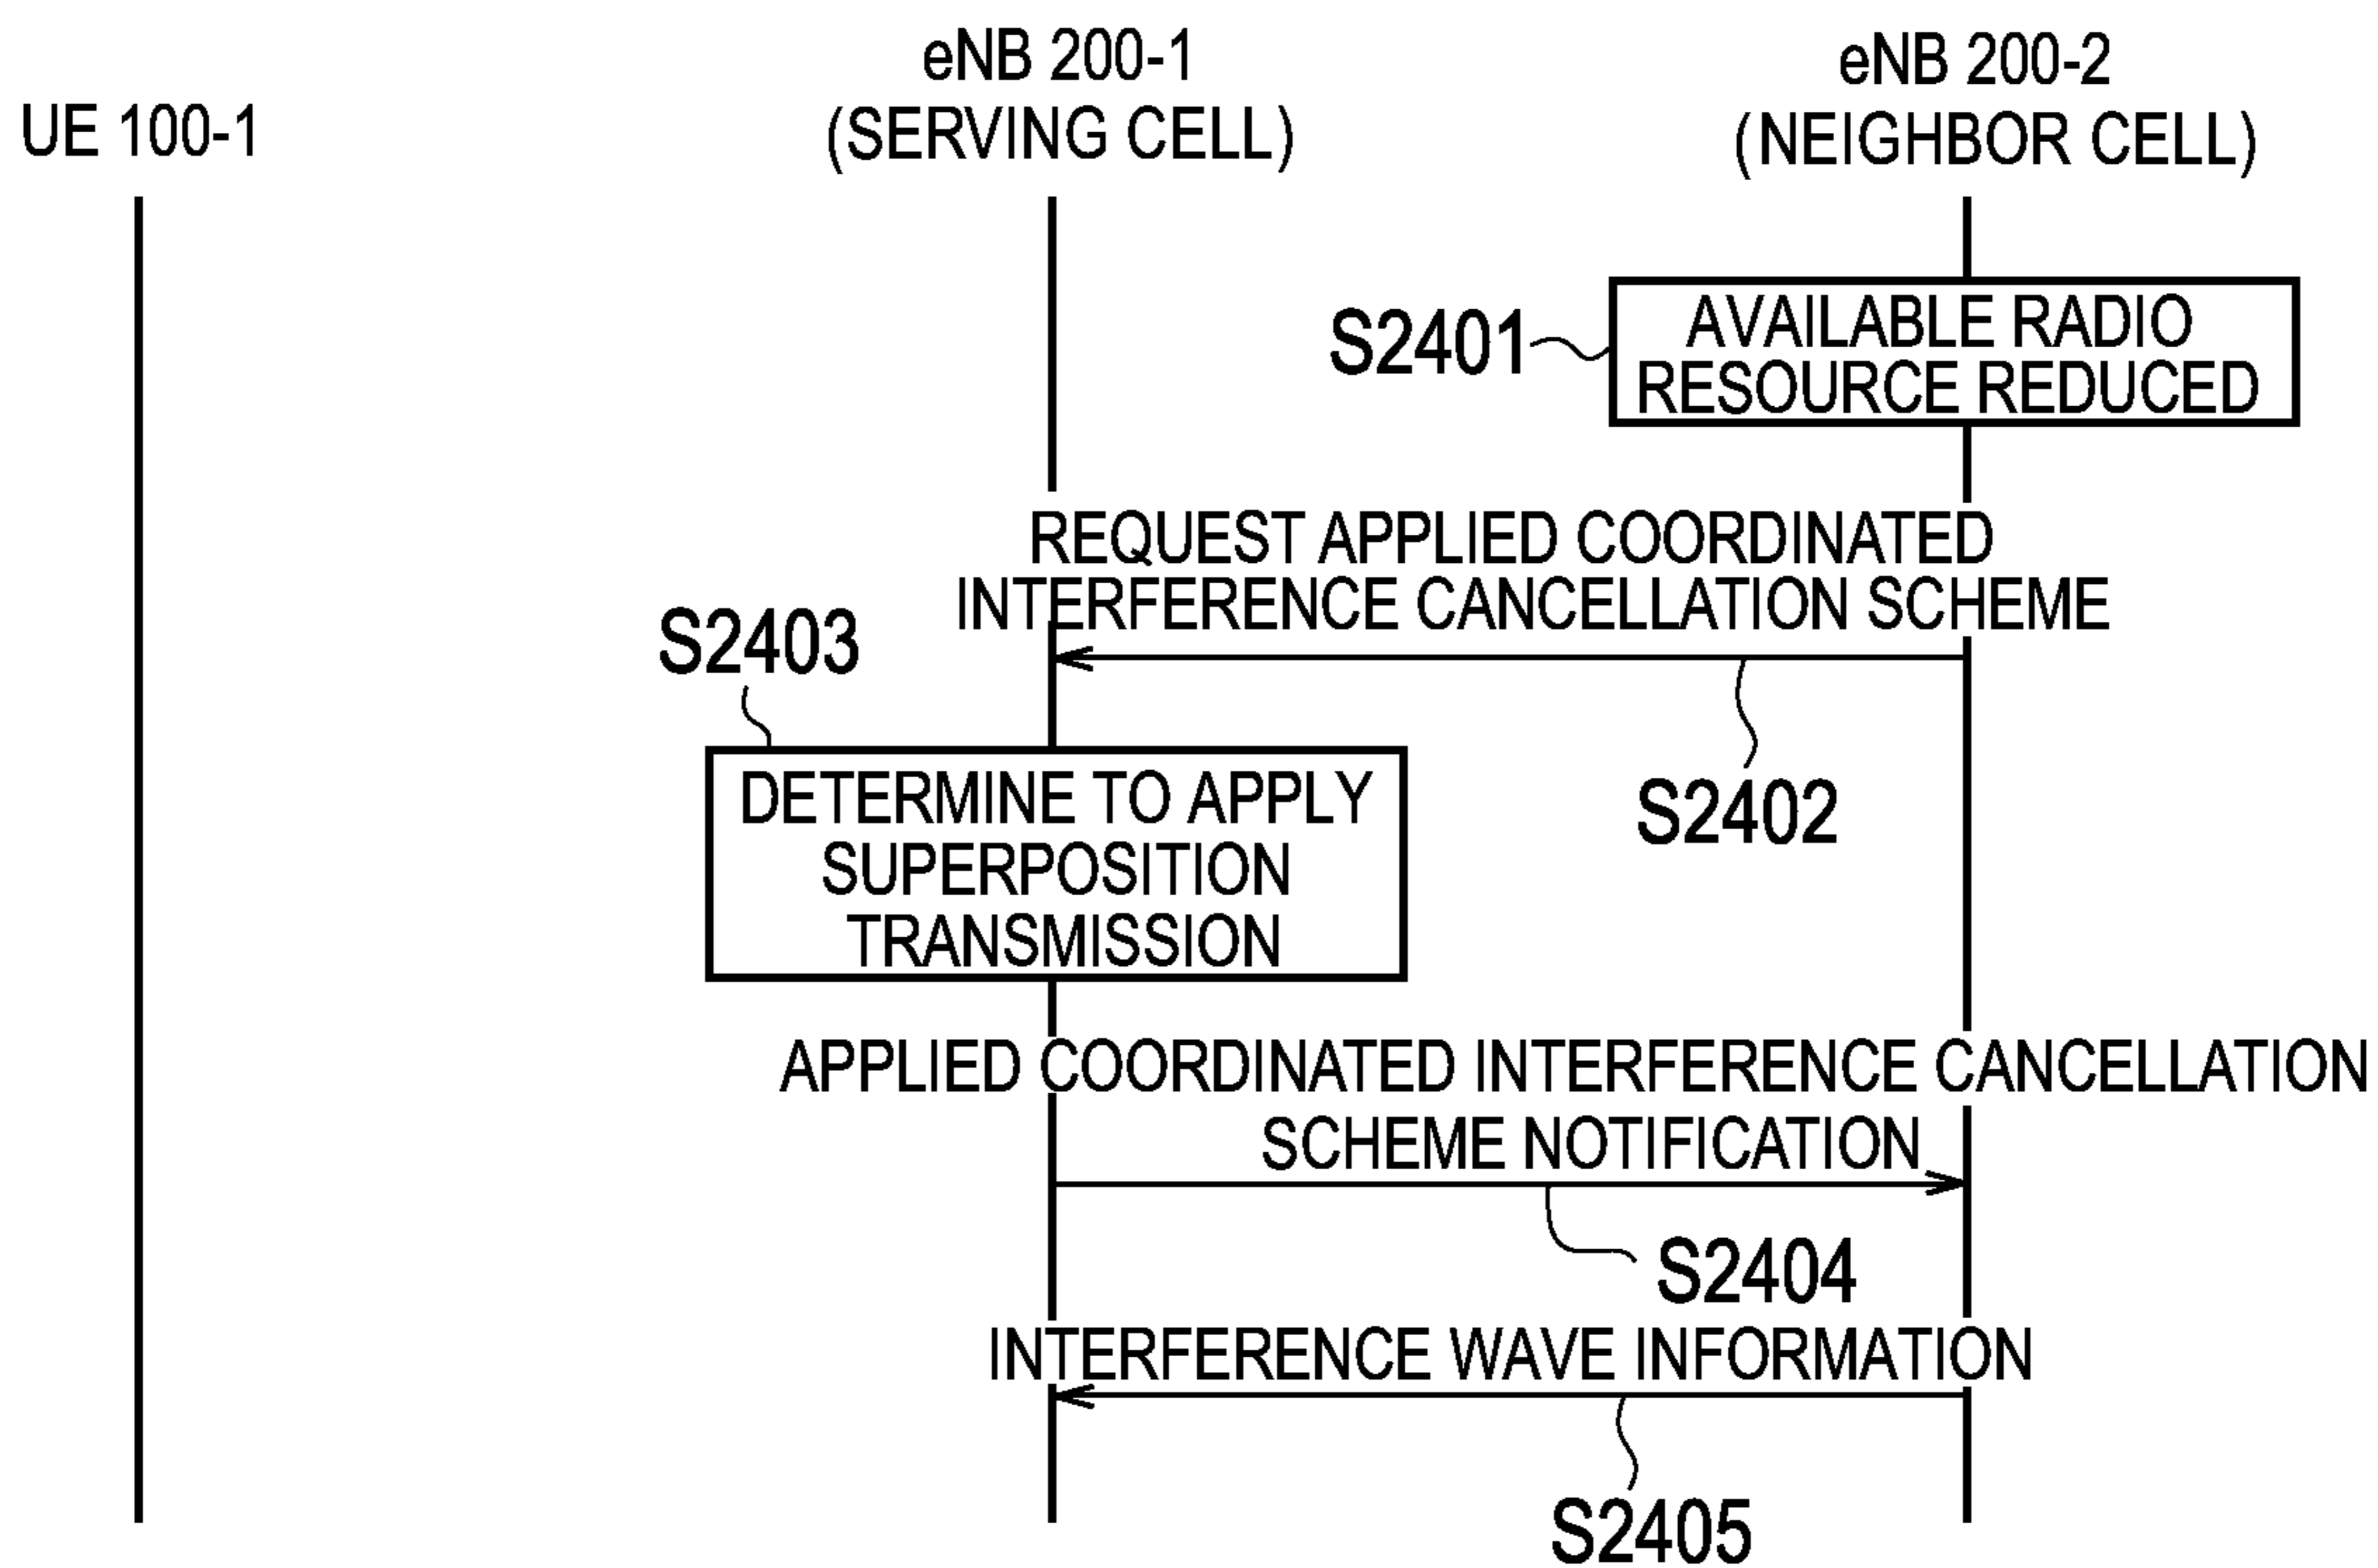 UE 100-1
eNB 200-1
(SERVING CELL)
eNB 200-2
(NEIGHBOR CELL)
S2401
AVAILABLE RADIO
RESOURCE REDUCED
REQUEST APPLIED COORDINATED
INTERFERENCE CANCELLATION SCHEME
S2402
S2403
DETERMINE TO APPLY
SUPERPOSITION
TRANSMISSION
APPLIED COORDINATED INTERFERENCE CANCELLATION
SCHEME NOTIFICATION
S2404
INTERFERENCE WAVE INFORMATION
S2405